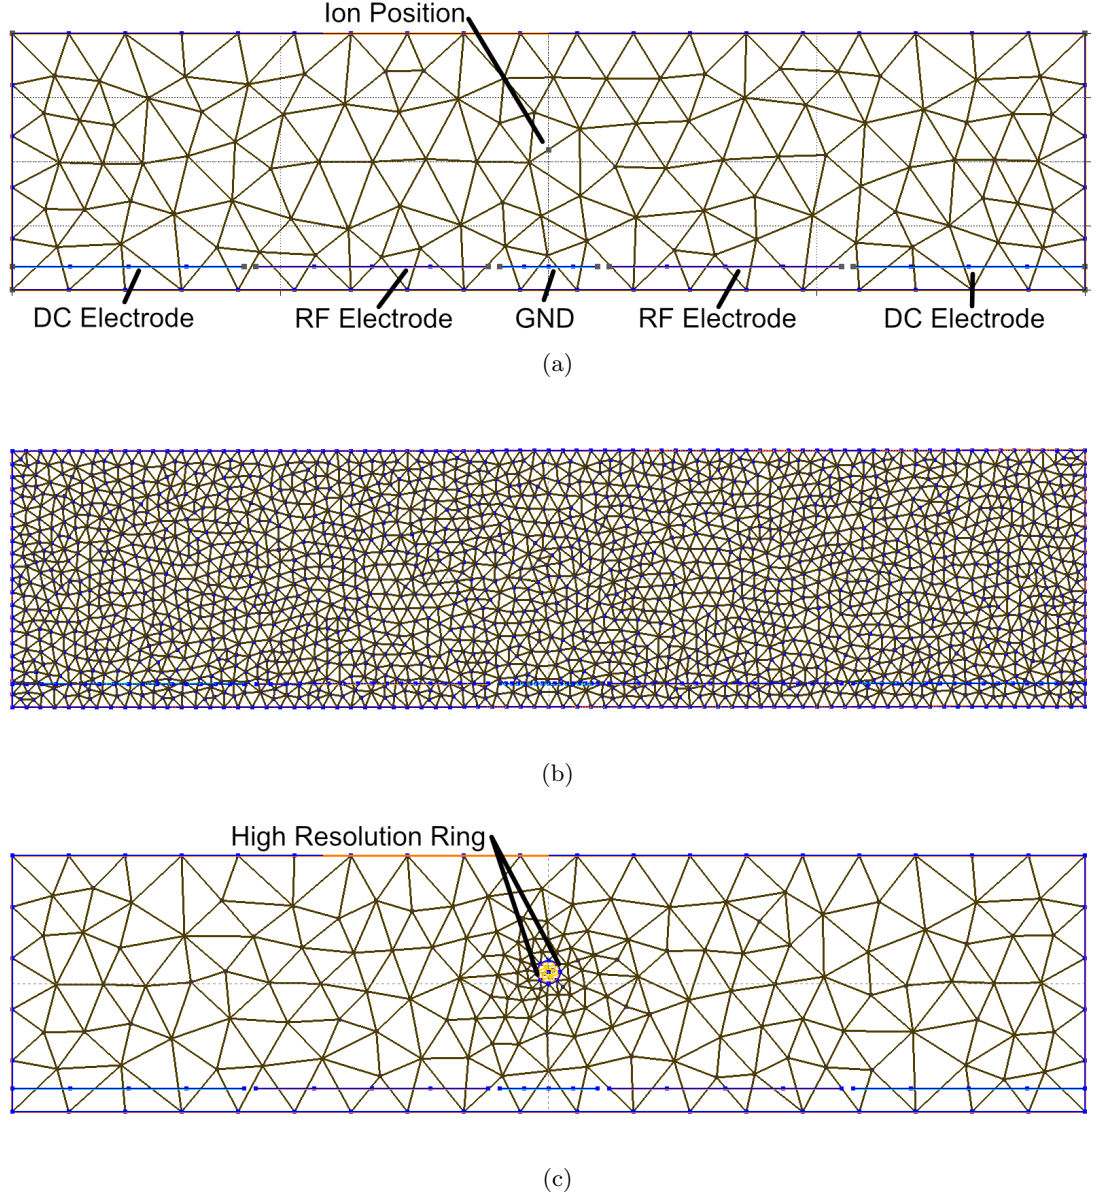 Ion Position
DC Electrode RF Electrode GND RF Electrode DC Electrode
(a)
(b)
High Resolution Ring
(c)